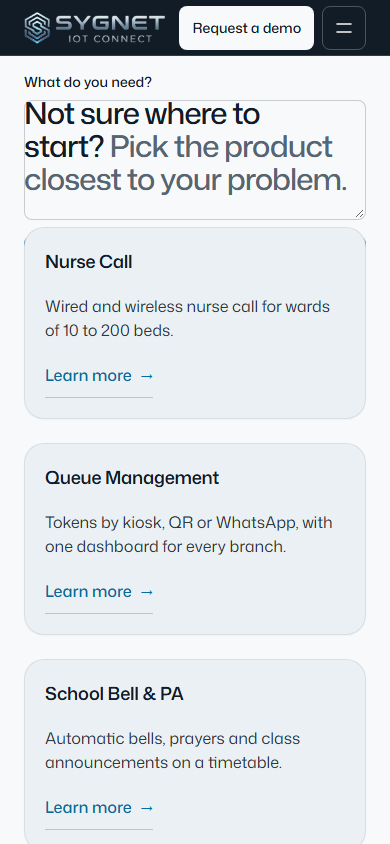 SYGNET
IOT CONNECT
Request a demo
What do you need?
Not sure where to
start? Pick the product
closest to your problem.
Nurse Call
Wired and wireless nurse call for wards
of 10 to 200 beds.
Learn more →
Queue Management
Tokens by kiosk, QR or WhatsApp, with
one dashboard for every branch.
Learn more →
School Bell & PA
Automatic bells, prayers and class
announcements on a timetable.
Learn more →